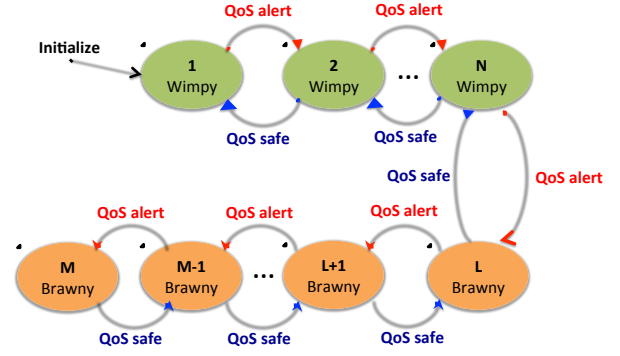 QoS alert
QoS alert
Initialize
1
Wimpy
2
Wimpy
...
N
Wimpy
QoS safe
QoS safe
QoS safe
QoS alert
QoS alert
QoS alert
QoS alert
M
Brawny
M-1
Brawny
...
L+1
Brawny
L
Brawny
QoS safe
QoS safe
QoS safe